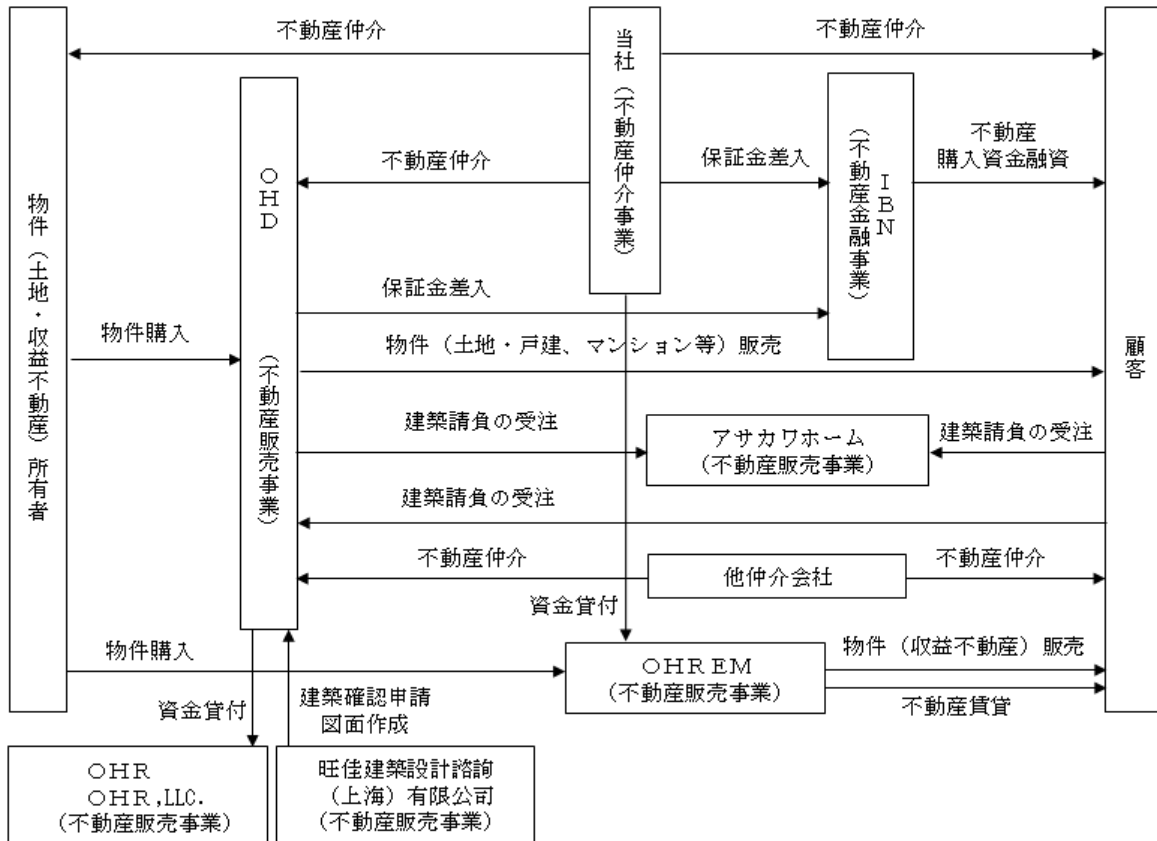 不動産仲介
不動産仲介
当社（不動産仲介事業）
物件（土地・収益不動産）所有者
OHD
（不動産販売事業）
不動産仲介
保証金差入
IBN
（不動産金融事業）
不動産
購入資金融資
顧客
保証金差入
物件購入
物件（土地・戸建、マンション等）販売
建築請負の受注
アサカワホーム
（不動産販売事業）
建築請負の受注
建築請負の受注
不動産仲介
他仲介会社
不動産仲介
資金貸付
物件購入
OHREM
（不動産販売事業）
物件（収益不動産）販売
不動産賃貸
資金貸付
建築確認申請
図面作成
OHR
OHR,LLC.
（不動産販売事業）
旺佳建築設計諮詢
（上海）有限公司
（不動産販売事業）